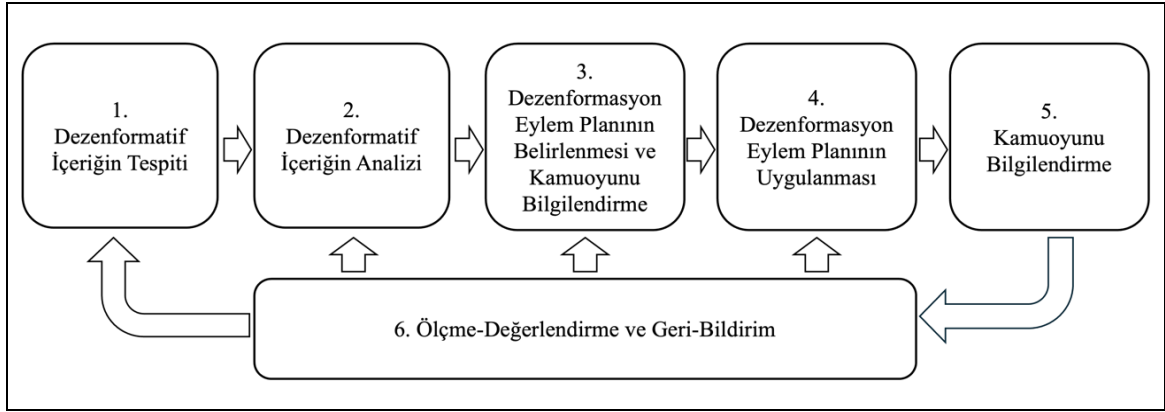 1.
Dezenformatif
İçeriğin Tespiti
2.
Dezenformatif
İçeriğin Analizi
3.
Dezenformasyon
Eylem Planının
Belirlenmesi ve
Kamuoyunu
Bilgilendirme
4.
Dezenformasyon
Eylem Planının
Uygulanması
5.
Kamuoyunu
Bilgilendirme
6. Ölçme-Değerlendirme ve Geri-Bildirim